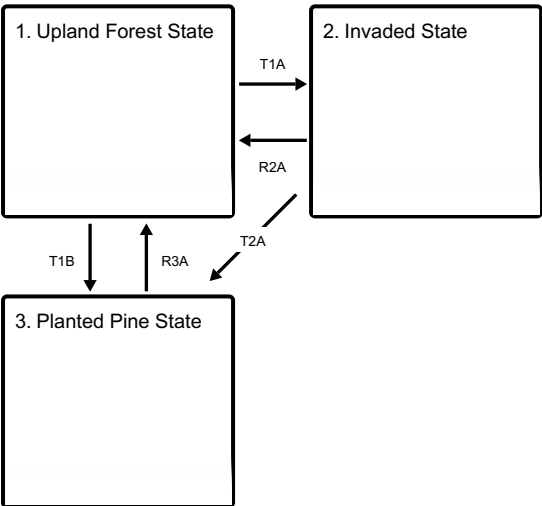 1. Upland Forest State
2. Invaded State
T1A
R2A
T2A
T1B
R3A
3. Planted Pine State